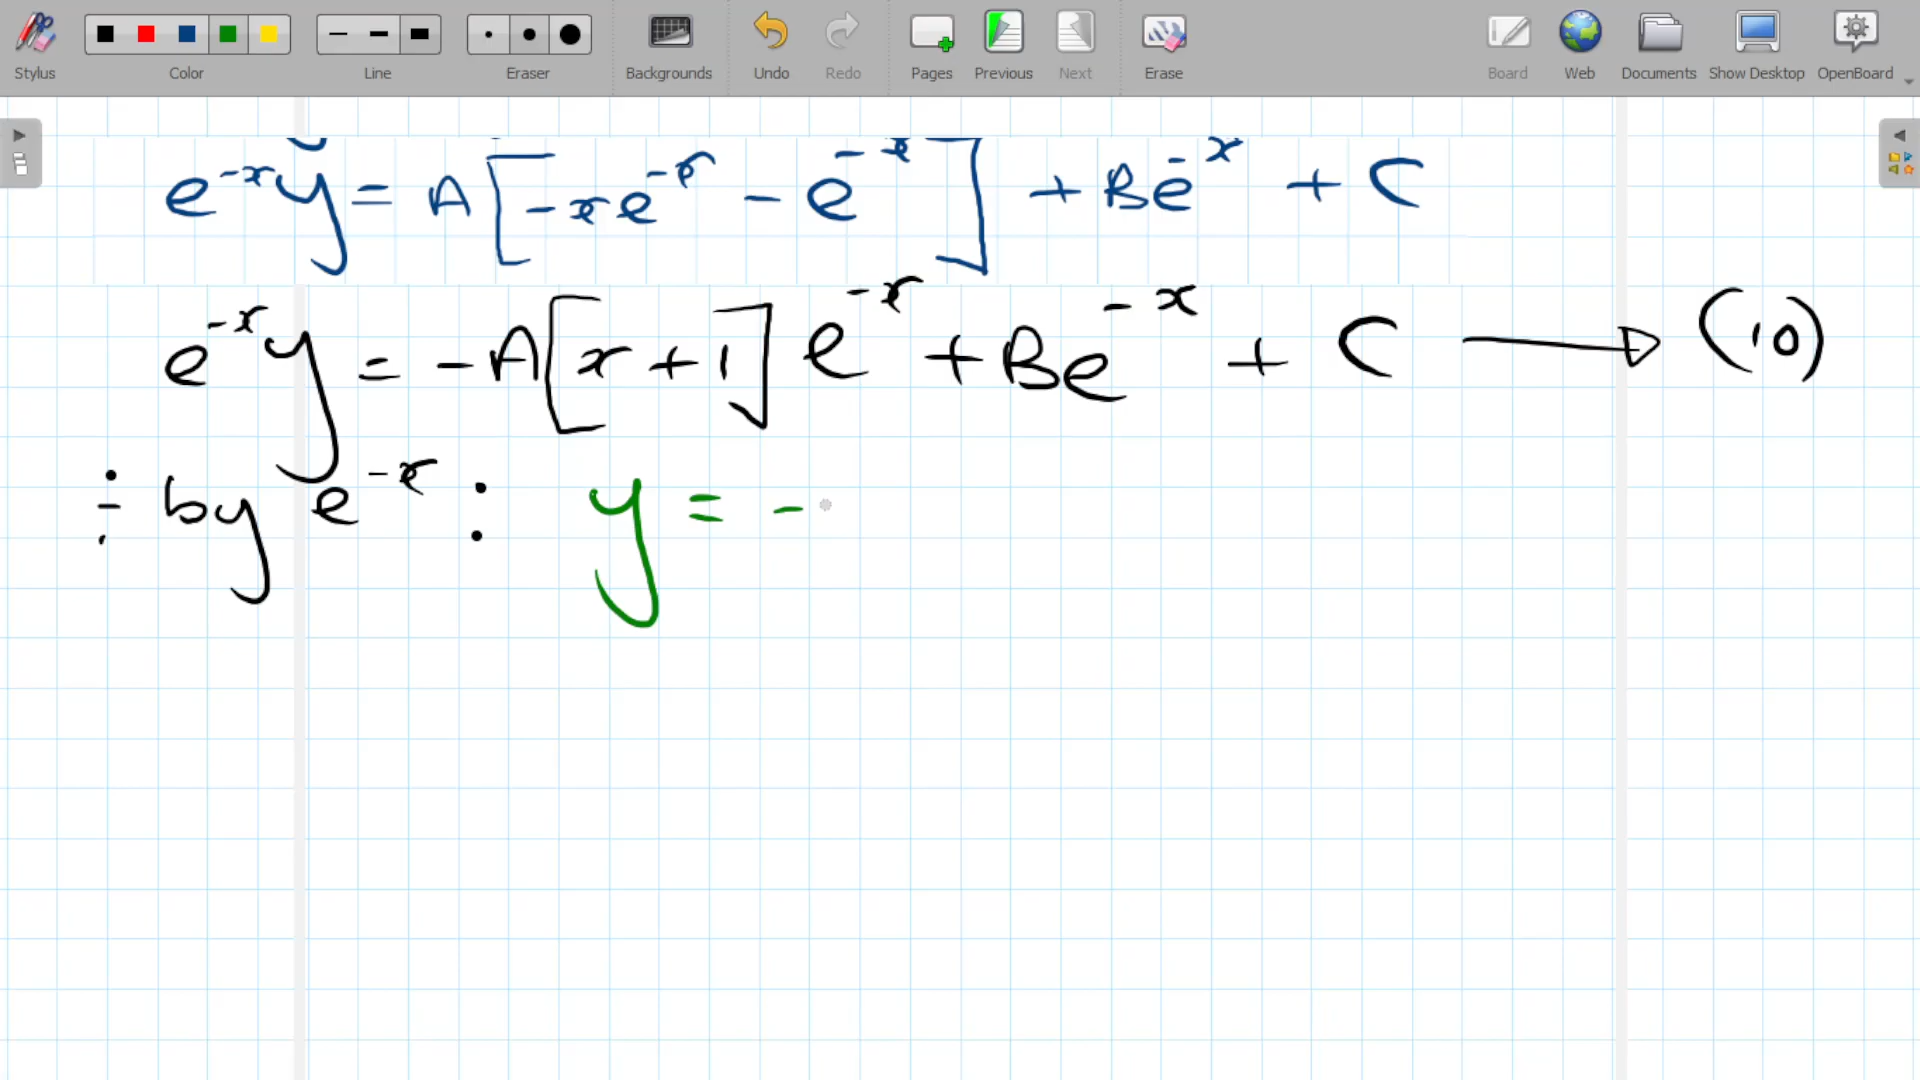 Stylus Color Line Eraser Backgrounds Undo Redo Pages Previous Next Erase Board Web Documents Show Desktop OpenBoard
e^{-x}y = A[-xe^{-x} - e^{-x}] + Be^{-x} + C
e^{-x}y = -A[x+1]e^{-x} + Be^{-x} + C → (10)
÷ by e^{-x} : y = -